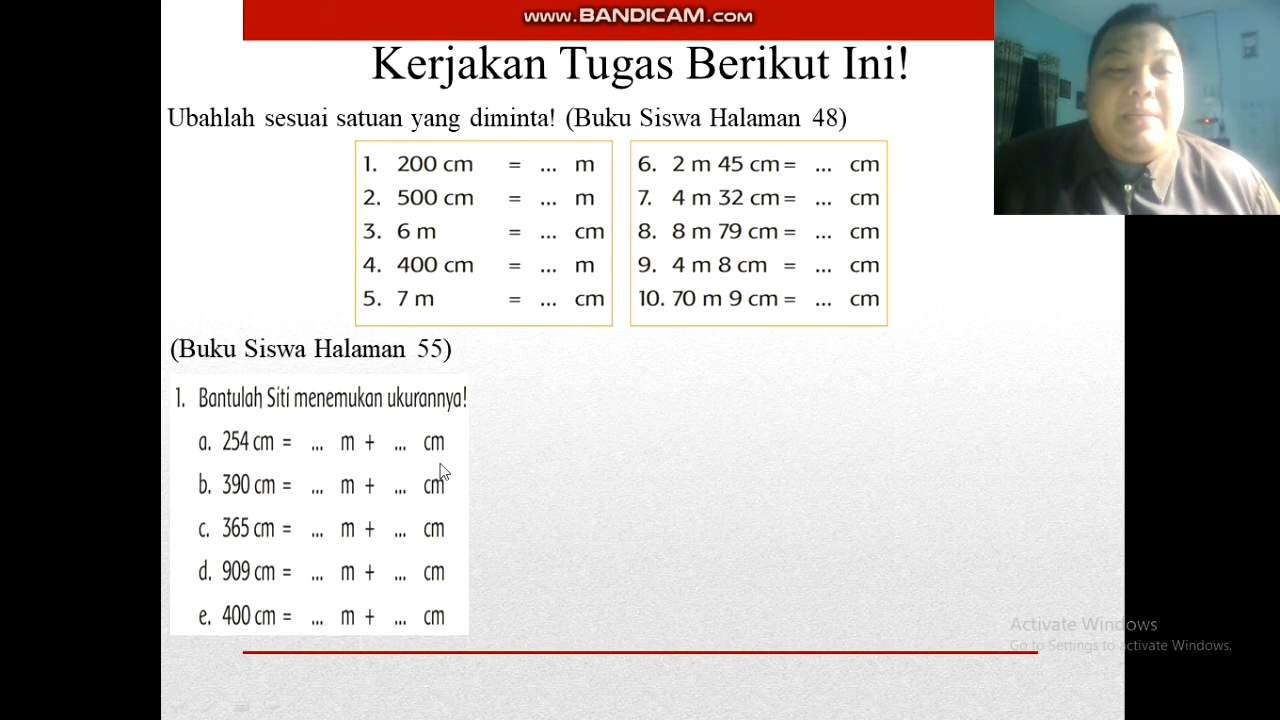 www.BANDICAM.com
Kerjakan Tugas Berikut Ini!
Ubahlah sesuai satuan yang diminta! (Buku Siswa Halaman 48)
1. 200 cm = ... m
2. 500 cm = ... m
3. 6 m = ... cm
4. 400 cm = ... m
5. 7 m = ... cm
6. 2 m 45 cm = ... cm
7. 4 m 32 cm = ... cm
8. 8 m 79 cm = ... cm
9. 4 m 8 cm = ... cm
10. 70 m 9 cm = ... cm
(Buku Siswa Halaman 55)
1. Bantulah Siti menemukan ukurannya!
a. 254 cm = ... m + ... cm
b. 390 cm = ... m + ... cm
c. 365 cm = ... m + ... cm
d. 909 cm = ... m + ... cm
e. 400 cm = ... m + ... cm
Activate Windows
Go to Settings to activate Windows.